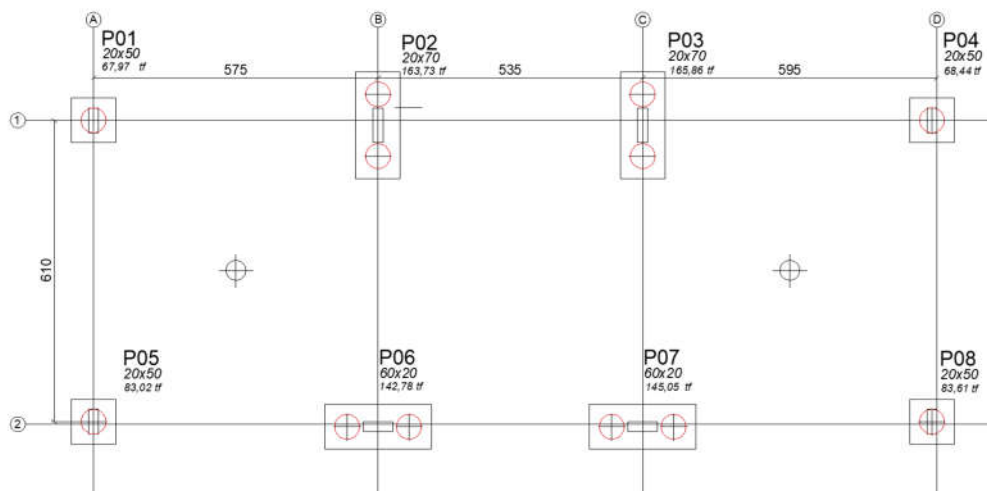 A B C D
P01
20x50
67,97 tf
P02
20x70
163,73 tf
P03
20x70
165,86 tf
P04
20x50
68,44 tf
575 535 595
1
610
P05
20x50
83,02 tf
P06
60x20
142,78 tf
P07
60x20
145,05 tf
P08
20x50
83,61 tf
2